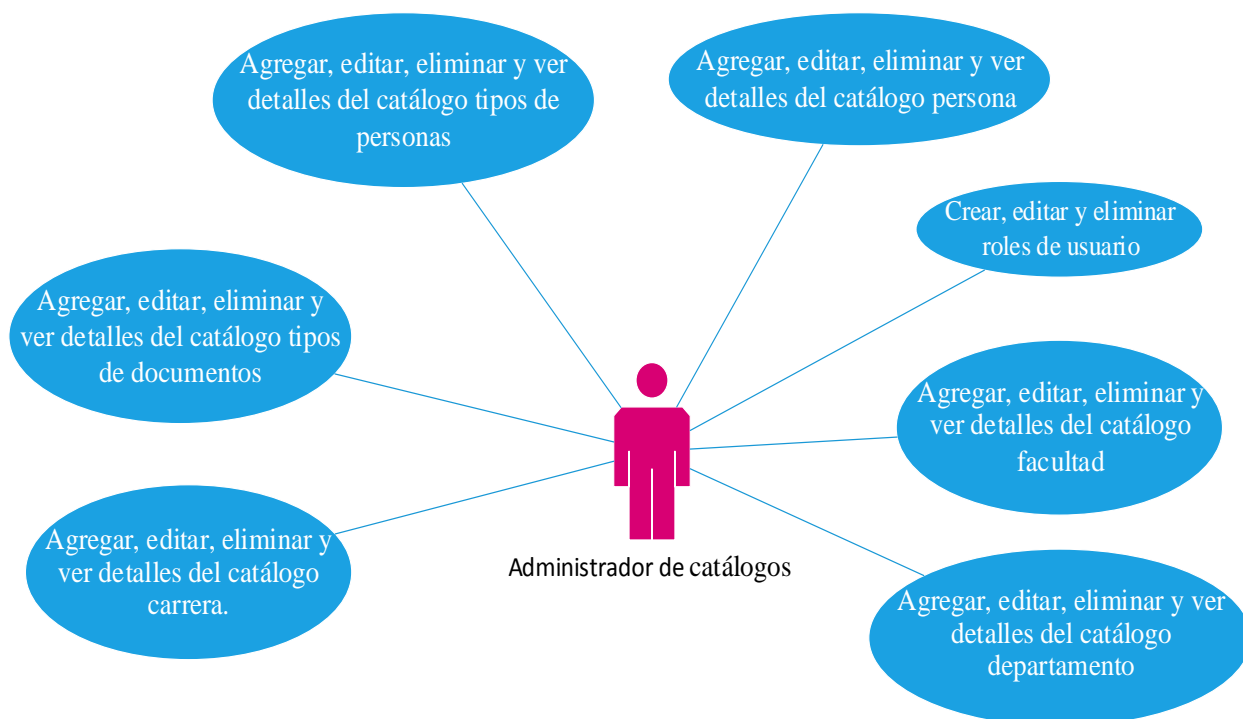 Agregar, editar, eliminar y ver
detalles del catálogo tipos de
personas
Agregar, editar, eliminar y ver
detalles del catálogo persona
Crear, editar y eliminar
roles de usuario
Agregar, editar, eliminar y
ver detalles del catálogo tipos
de documentos
Agregar, editar, eliminar y
ver detalles del catálogo
facultad
Agregar, editar, eliminar y
ver detalles del catálogo
carrera.
Administrador de catálogos
Agregar, editar, eliminar y ver
detalles del catálogo
departamento